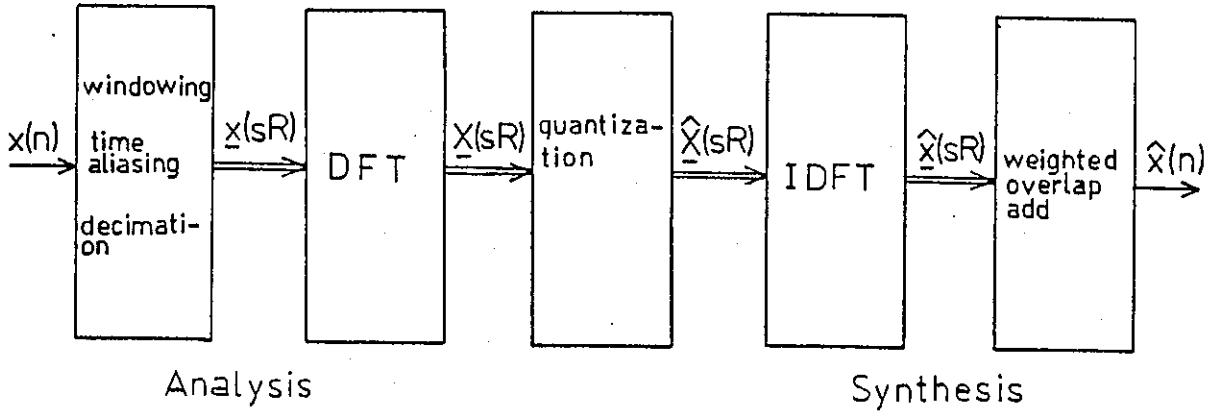 x(n)
windowing
time
aliasing
decimati-
on
x(sR)
DFT
X(sR)
quantiza-
tion
X̂(sR)
IDFT
x̂(sR)
weighted
overlap
add
x̂(n)
Analysis
Synthesis